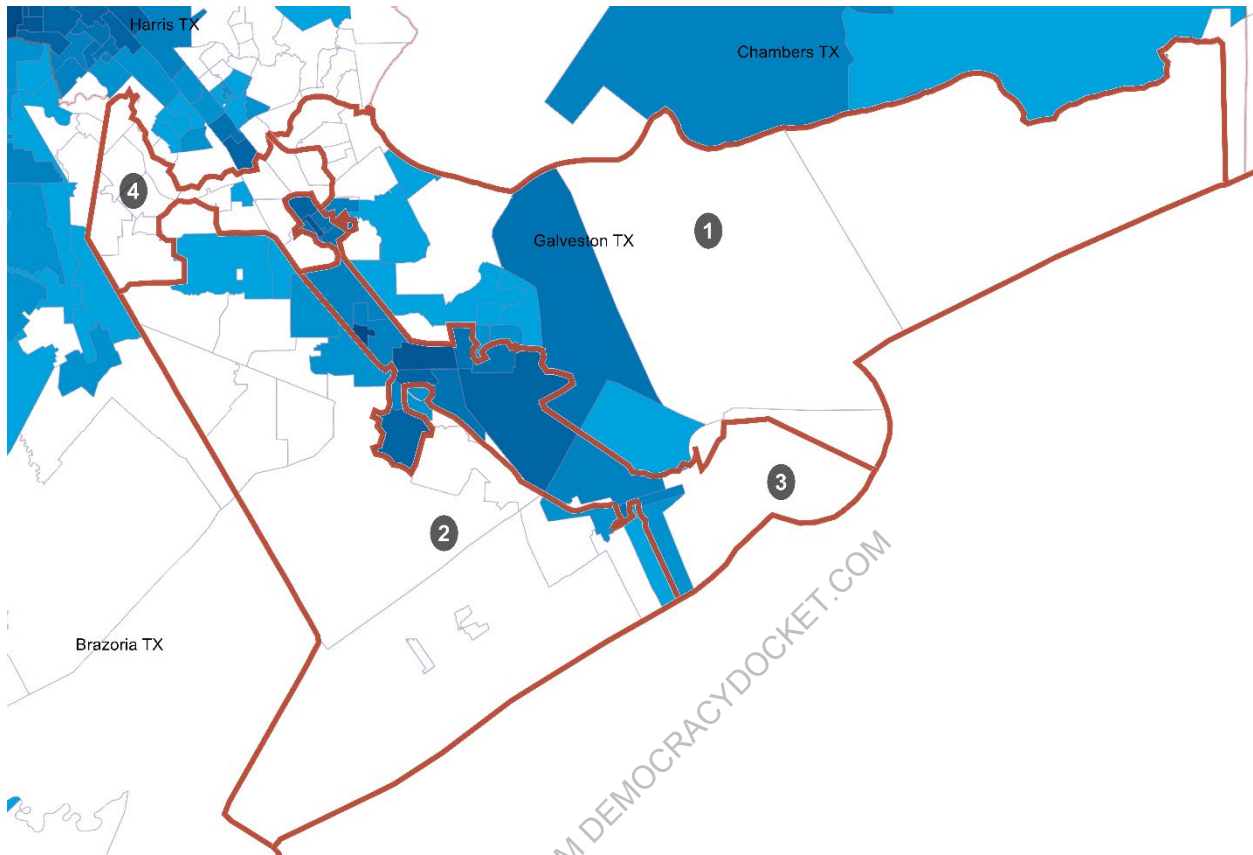 Harris TX
Chambers TX
4
1
Galveston TX
3
2
Brazoria TX
DEMOCRACYDOCKET.COM